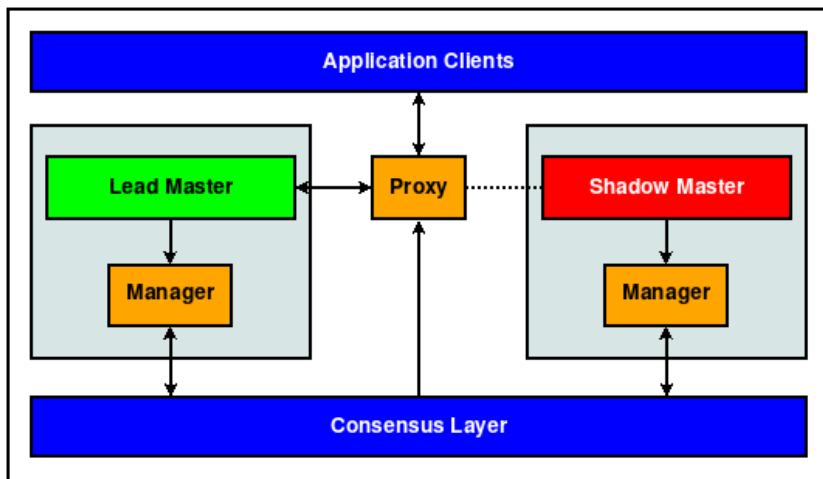 Application Clients
Lead Master
Proxy
Shadow Master
Manager
Manager
Consensus Layer